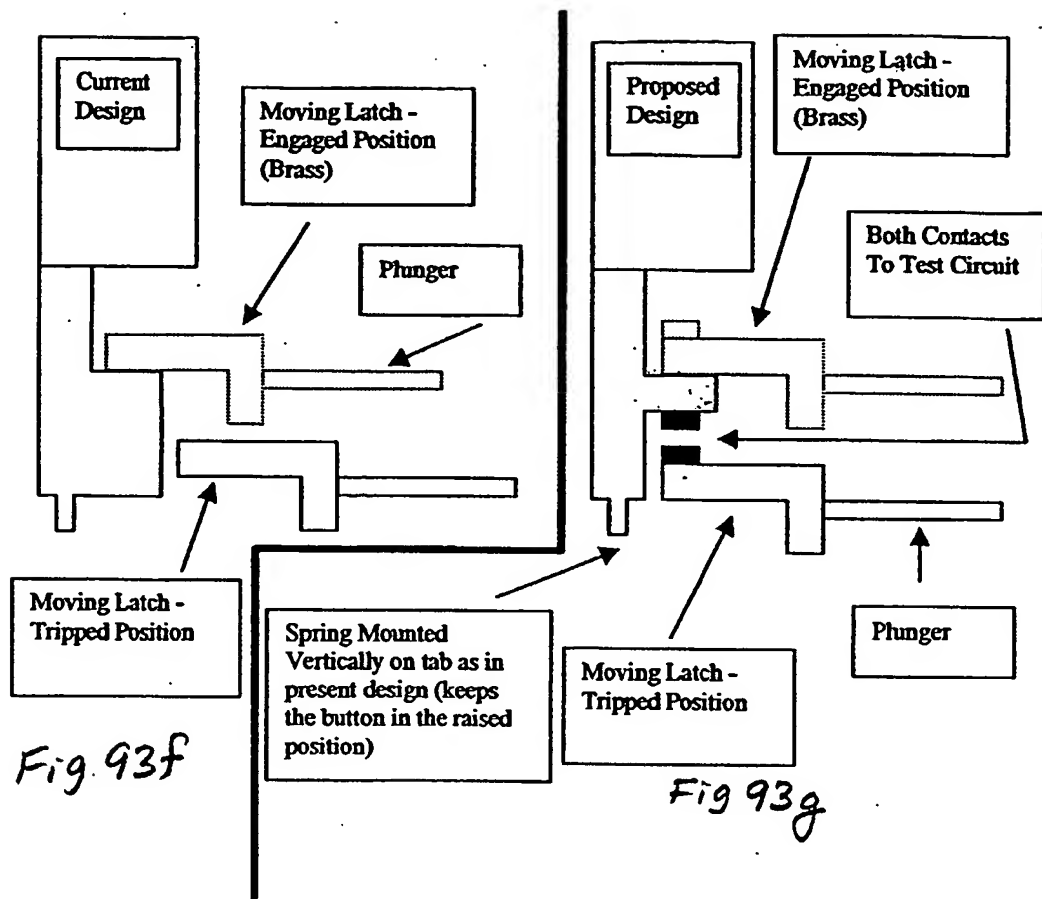 Current
Design
Moving Latch -
Engaged Position
(Brass)
Plunger
Moving Latch -
Tripped Position
Fig. 93f
Proposed
Design
Moving Latch -
Engaged Position
(Brass)
Both Contacts
To Test Circuit
Spring Mounted
Vertically on tab as in
present design (keeps
the button in the raised
position)
Moving Latch -
Tripped Position
Plunger
Fig 93g